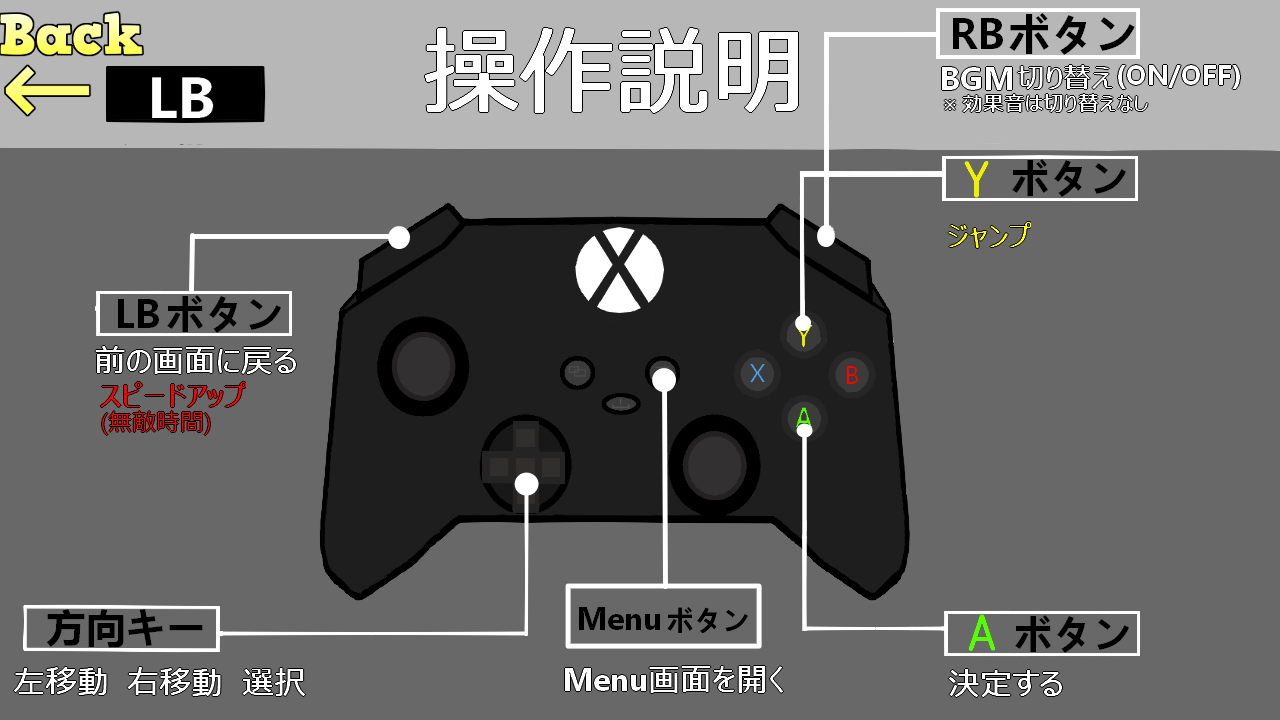 Back
LB
操作説明
RBボタン
BGM切り替え(ON/OFF)
※ 効果音は切り替えなし
Y ボタン
ジャンプ
LBボタン
前の画面に戻る
スピードアップ
(無敵時間)
Y
X
B
A
方向キー
左移動 右移動 選択
Menuボタン
Menu画面を開く
A ボタン
決定する